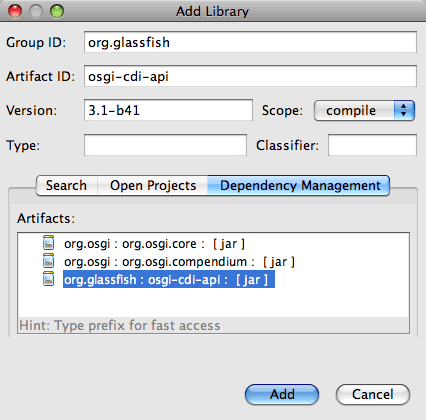 Add Library
Group ID: org.glassfish
Artifact ID: osgi-cdi-api
Version: 3.1-b41 Scope: compile
Type: Classifier:
Search Open Projects Dependency Management
Artifacts:
org.osgi : org.osgi.core : [ jar ]
org.osgi : org.osgi.compendium : [ jar ]
org.glassfish : osgi-cdi-api : [ jar ]
Hint: Type prefix for fast access
Add Cancel